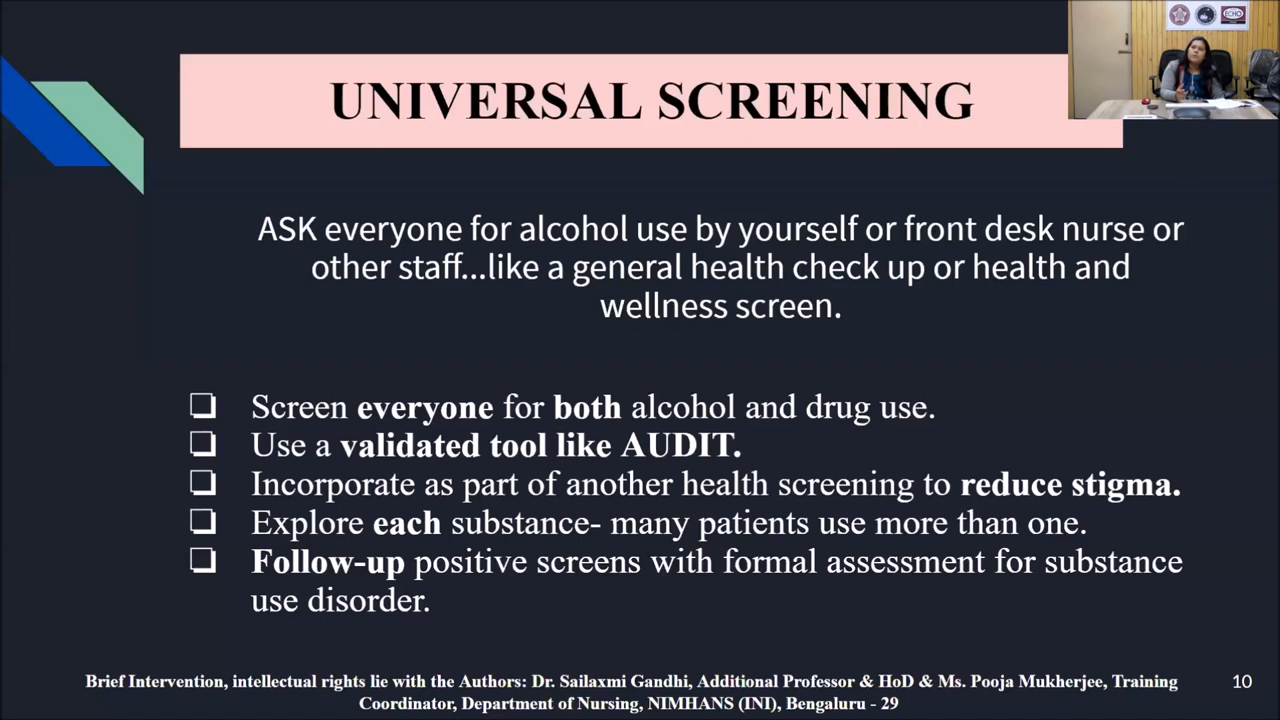 UNIVERSAL SCREENING
ASK everyone for alcohol use by yourself or front desk nurse or
other staff...like a general health check up or health and
wellness screen.
❏ Screen everyone for both alcohol and drug use.
❏ Use a validated tool like AUDIT.
❏ Incorporate as part of another health screening to reduce stigma.
❏ Explore each substance- many patients use more than one.
❏ Follow-up positive screens with formal assessment for substance
use disorder.
Brief Intervention, intellectual rights lie with the Authors: Dr. Sailaxmi Gandhi, Additional Professor & HoD & Ms. Pooja Mukherjee, Training
Coordinator, Department of Nursing, NIMHANS (INI), Bengaluru - 29
10